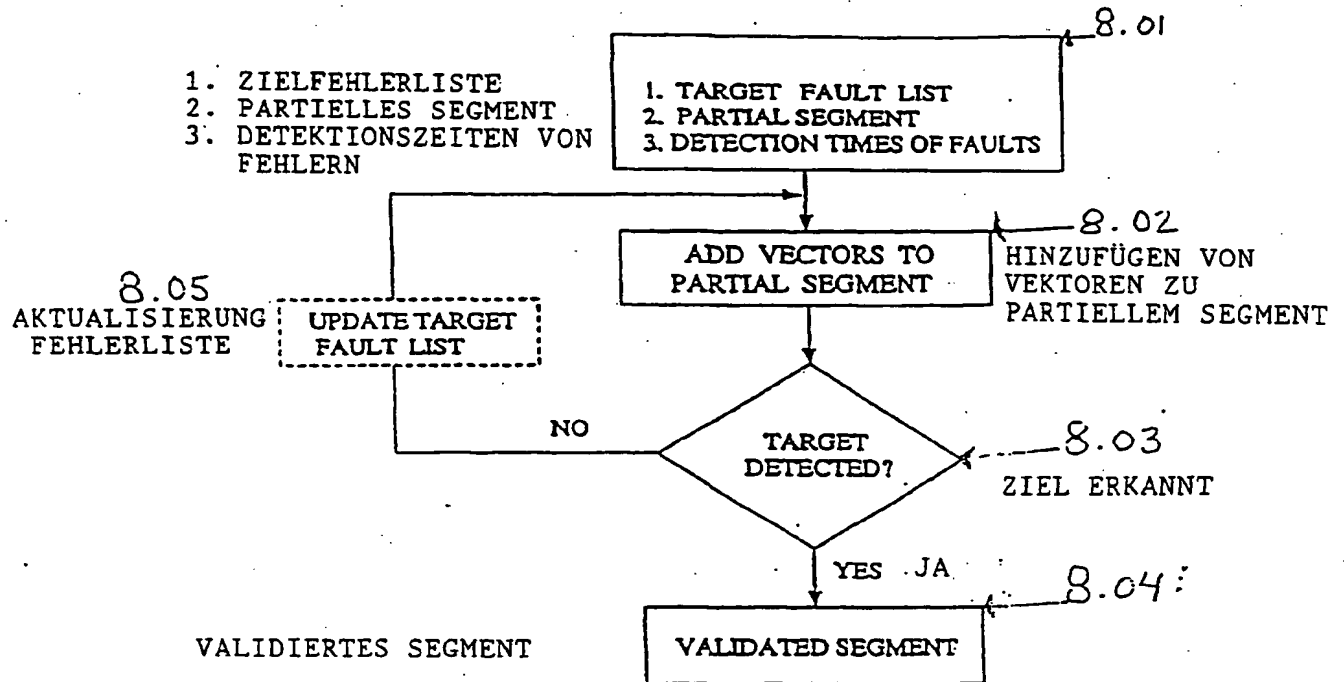 8.01
1. ZIELFEHLERLISTE
2. PARTIELLES SEGMENT
3. DETEKTIONSZEITEN VON
FEHLERN
1. TARGET FAULT LIST
2. PARTIAL SEGMENT
3. DETECTION TIMES OF FAULTS
8.02
HINZUFÜGEN VON
VEKTOREN ZU
PARTIELLEM SEGMENT
ADD VECTORS TO
PARTIAL SEGMENT
8.05
AKTUALISIERUNG
FEHLERLISTE
UPDATE TARGET
FAULT LIST
NO
TARGET
DETECTED?
8.03
ZIEL ERKANNT
YES JA
8.04
VALIDIERTES SEGMENT
VALIDATED SEGMENT